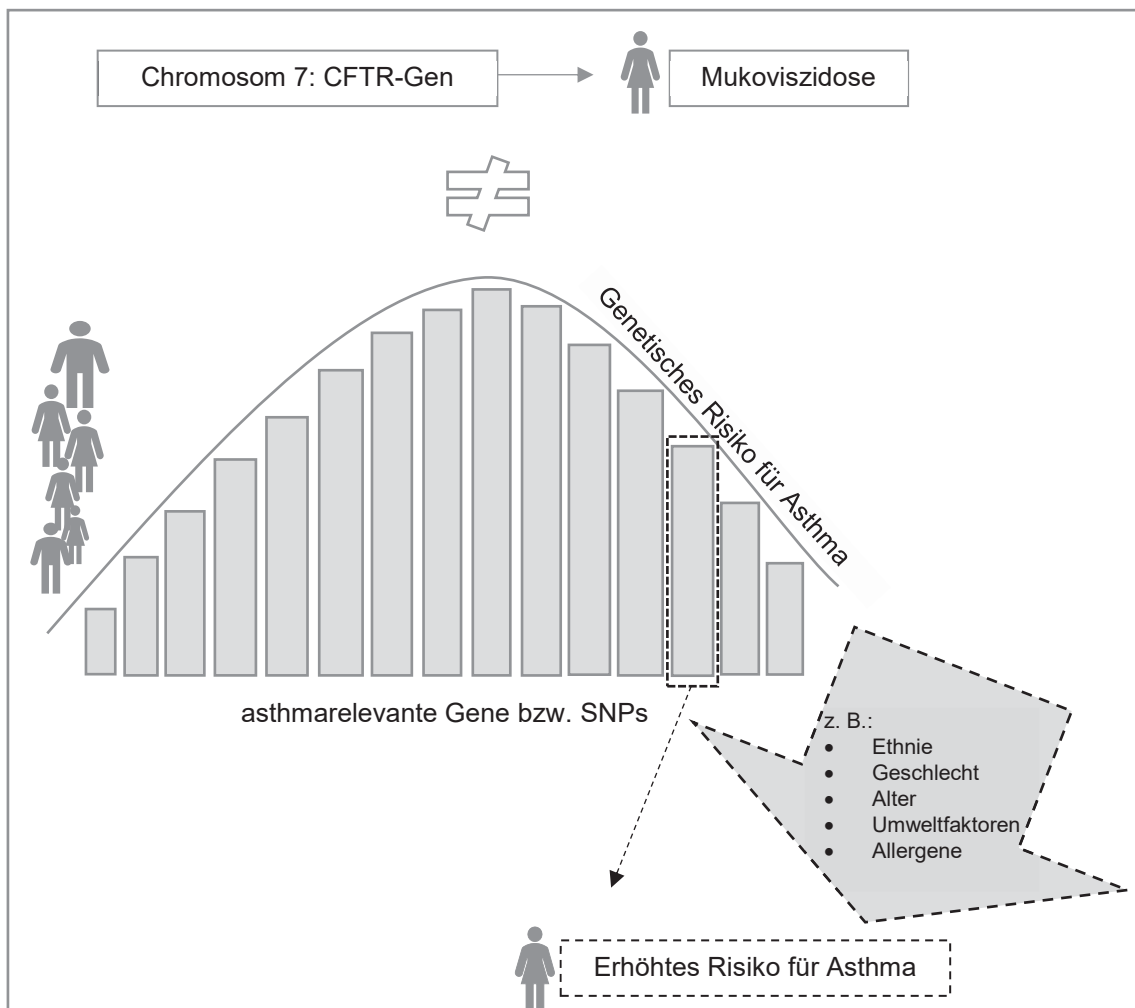 Chromosom 7: CFTR-Gen
Mukoviszidose
Genetisches Risiko für Asthma
asthmarelevante Gene bzw. SNPs
z. B.:
• Ethnie
• Geschlecht
• Alter
• Umweltfaktoren
• Allergene
Erhöhtes Risiko für Asthma